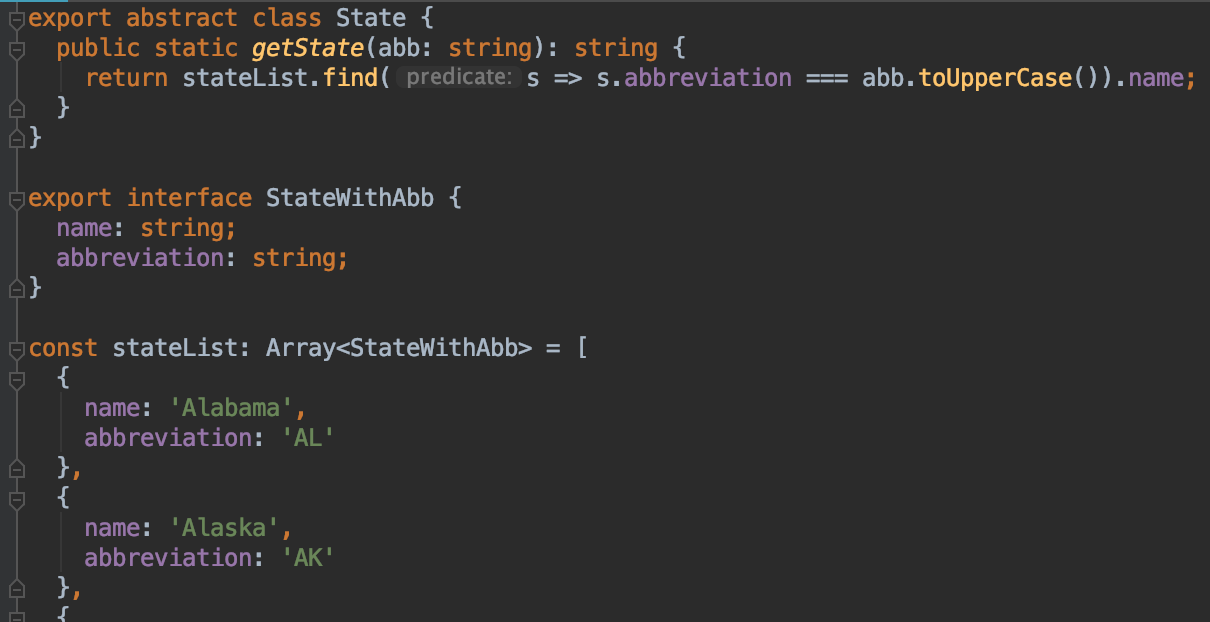 export abstract class State {
  public static getState(abb: string): string {
    return stateList.find( predicate: s => s.abbreviation === abb.toUpperCase()).name;
  }
}

export interface StateWithAbb {
  name: string;
  abbreviation: string;
}

const stateList: Array<StateWithAbb> = [
  {
    name: 'Alabama',
    abbreviation: 'AL'
  },
  {
    name: 'Alaska',
    abbreviation: 'AK'
  },
  {